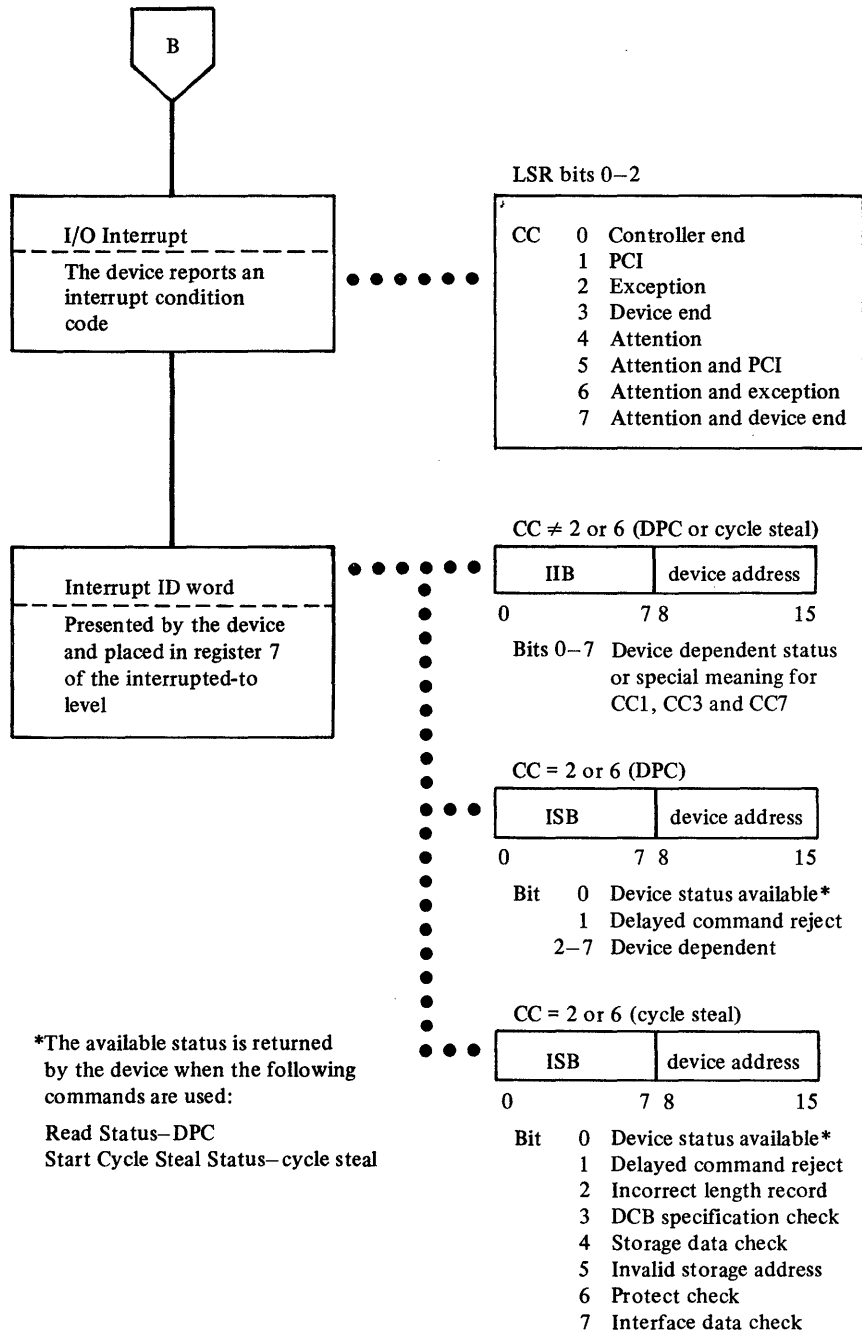 B
I/O Interrupt
The device reports an
interrupt condition
code
LSR bits 0–2
CC 0 Controller end
1 PCI
2 Exception
3 Device end
4 Attention
5 Attention and PCI
6 Attention and exception
7 Attention and device end
Interrupt ID word
Presented by the device
and placed in register 7
of the interrupted-to
level
CC ≠ 2 or 6 (DPC or cycle steal)
IIB device address
0 7 8 15
Bits 0–7 Device dependent status
or special meaning for
CC1, CC3 and CC7
CC = 2 or 6 (DPC)
ISB device address
0 7 8 15
Bit 0 Device status available*
1 Delayed command reject
2–7 Device dependent
CC = 2 or 6 (cycle steal)
ISB device address
0 7 8 15
Bit 0 Device status available*
1 Delayed command reject
2 Incorrect length record
3 DCB specification check
4 Storage data check
5 Invalid storage address
6 Protect check
7 Interface data check
*The available status is returned
by the device when the following
commands are used:
Read Status–DPC
Start Cycle Steal Status–cycle steal